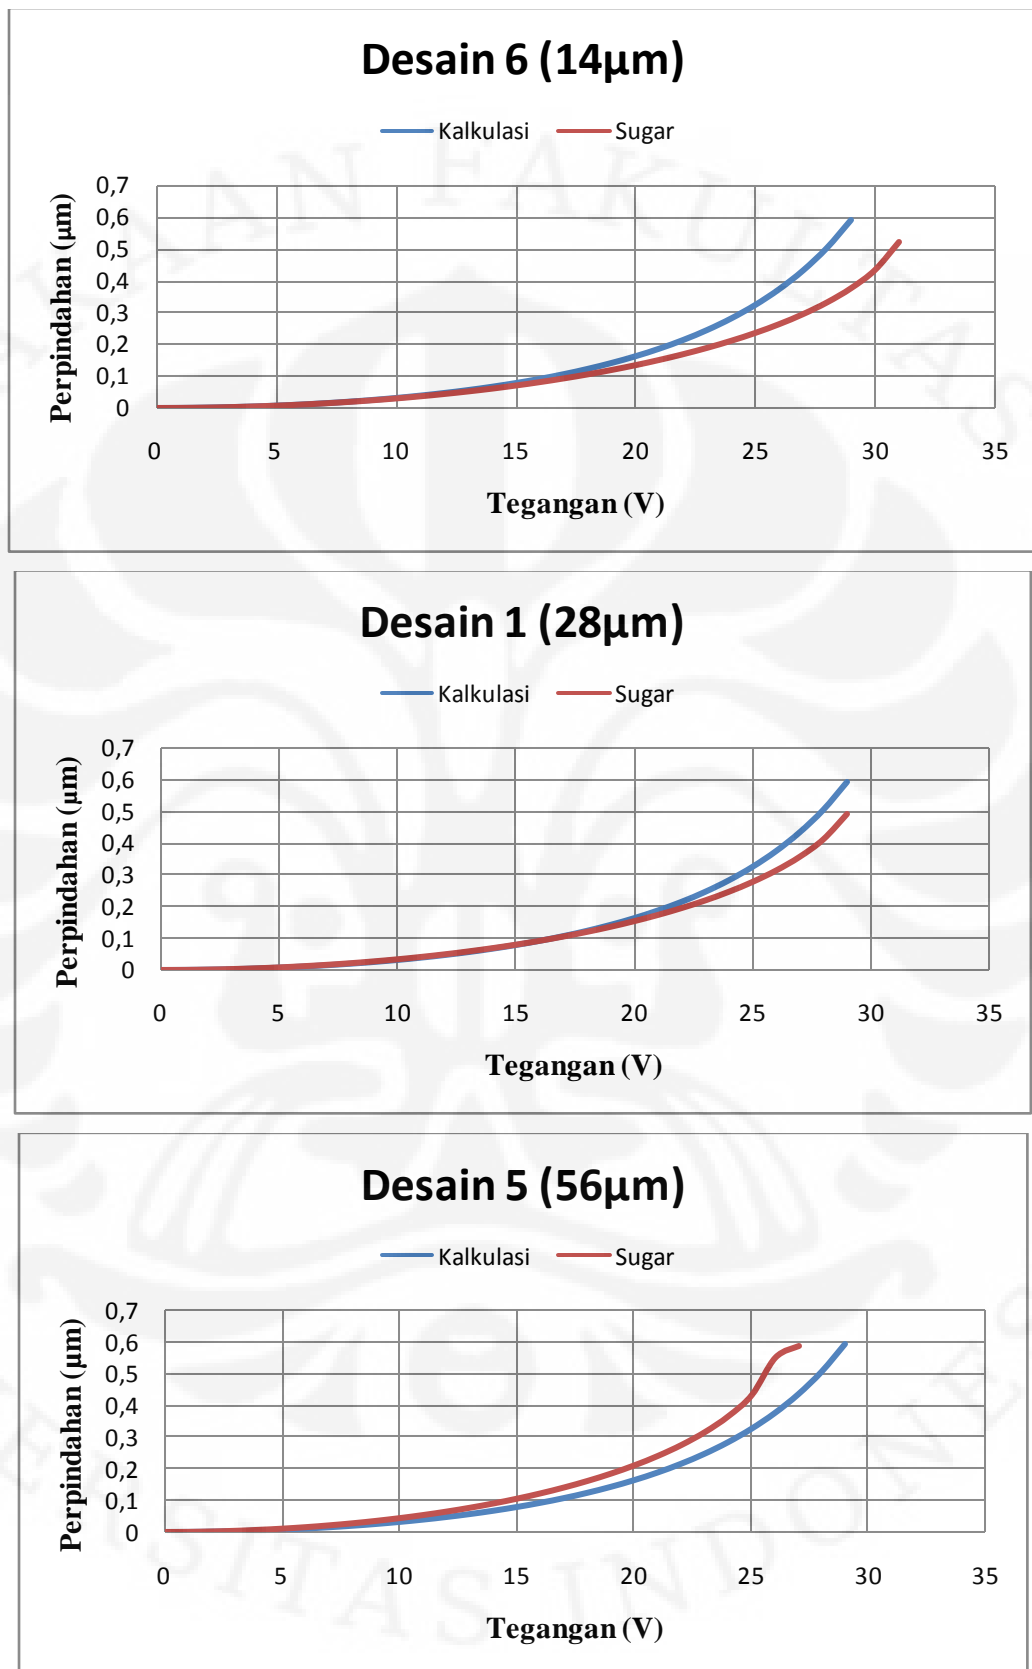 Desain 6 (14µm)
Kalkulasi Sugar
0,7
0,6
0,5
0,4
0,3
0,2
0,1
0
Perpindahan (µm)
0 5 10 15 20 25 30 35
Tegangan (V)
Desain 1 (28µm)
Kalkulasi Sugar
0,7
0,6
0,5
0,4
0,3
0,2
0,1
0
Perpindahan (µm)
0 5 10 15 20 25 30 35
Tegangan (V)
Desain 5 (56µm)
Kalkulasi Sugar
0,7
0,6
0,5
0,4
0,3
0,2
0,1
0
Perpindahan (µm)
0 5 10 15 20 25 30 35
Tegangan (V)